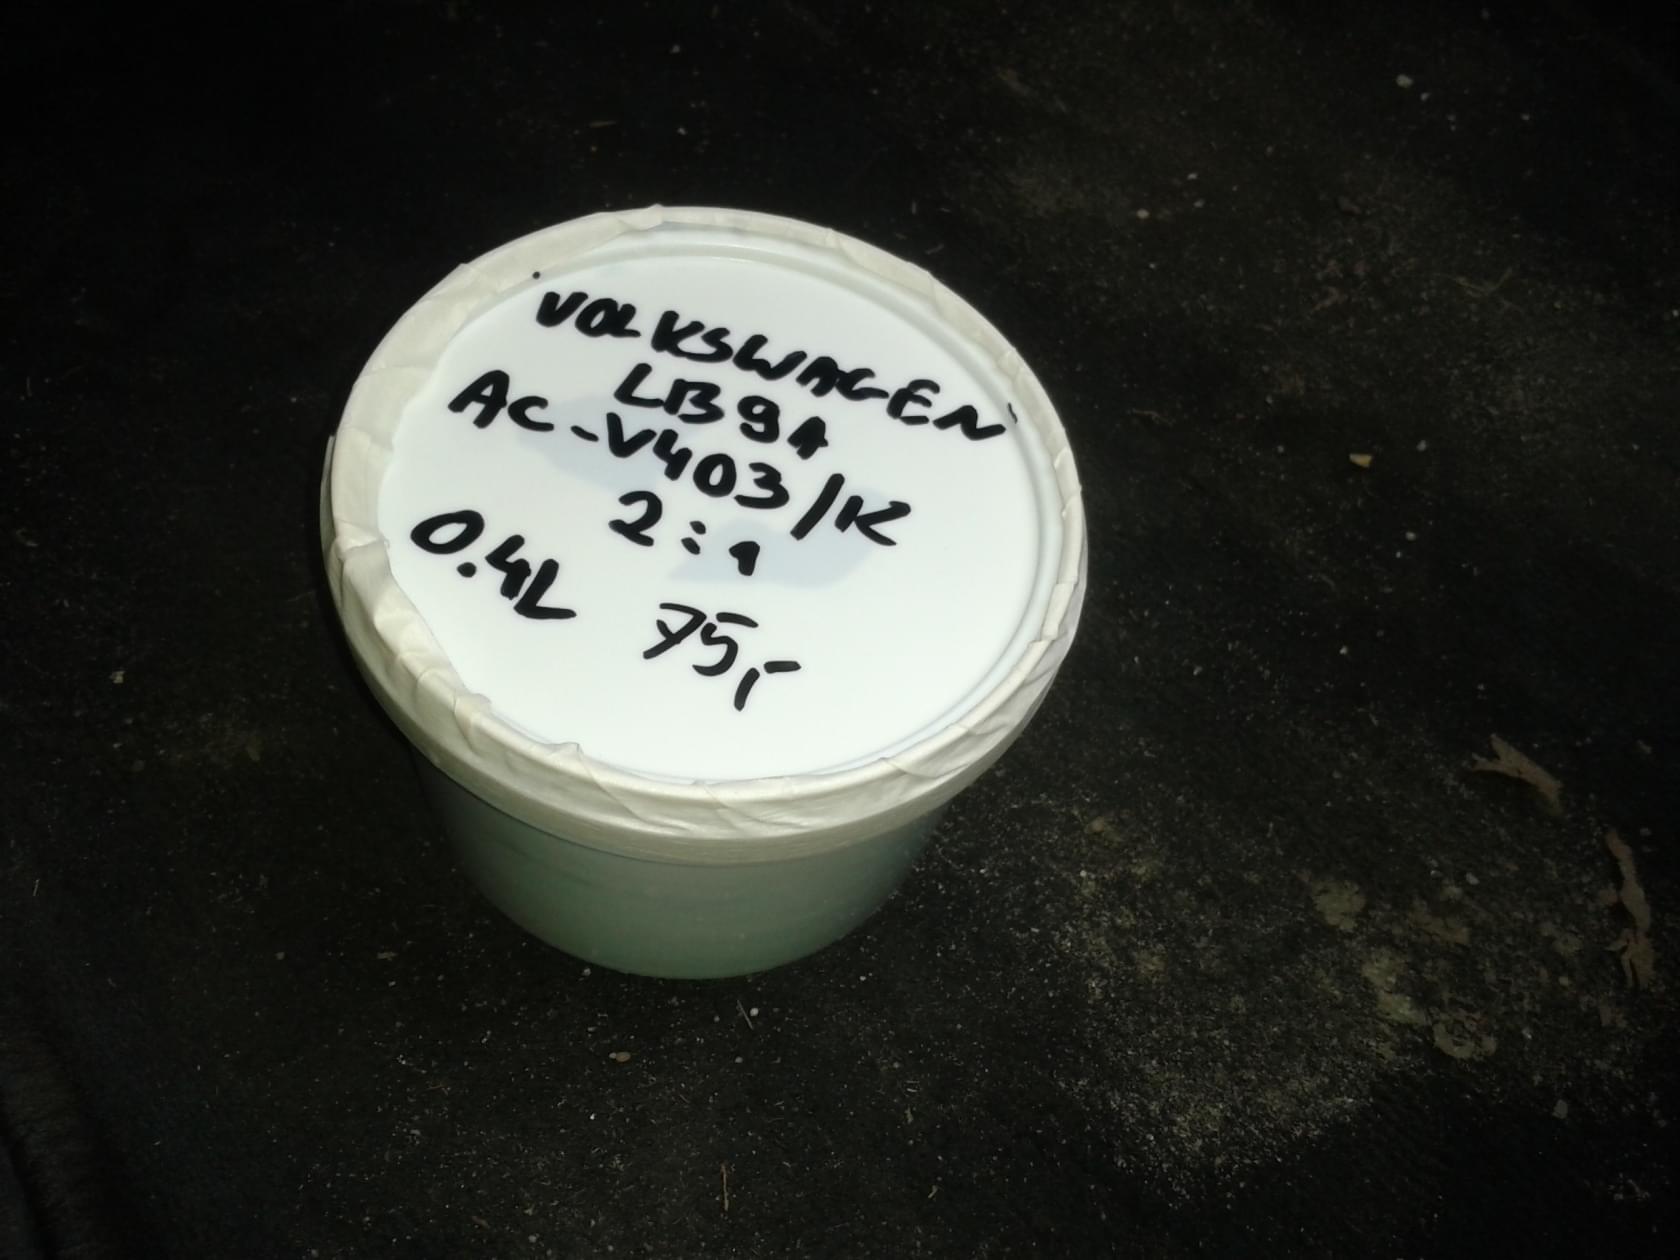 VOLKSWAGEN
LB9A
AC-V403/K
2:1
0.4L
75,-